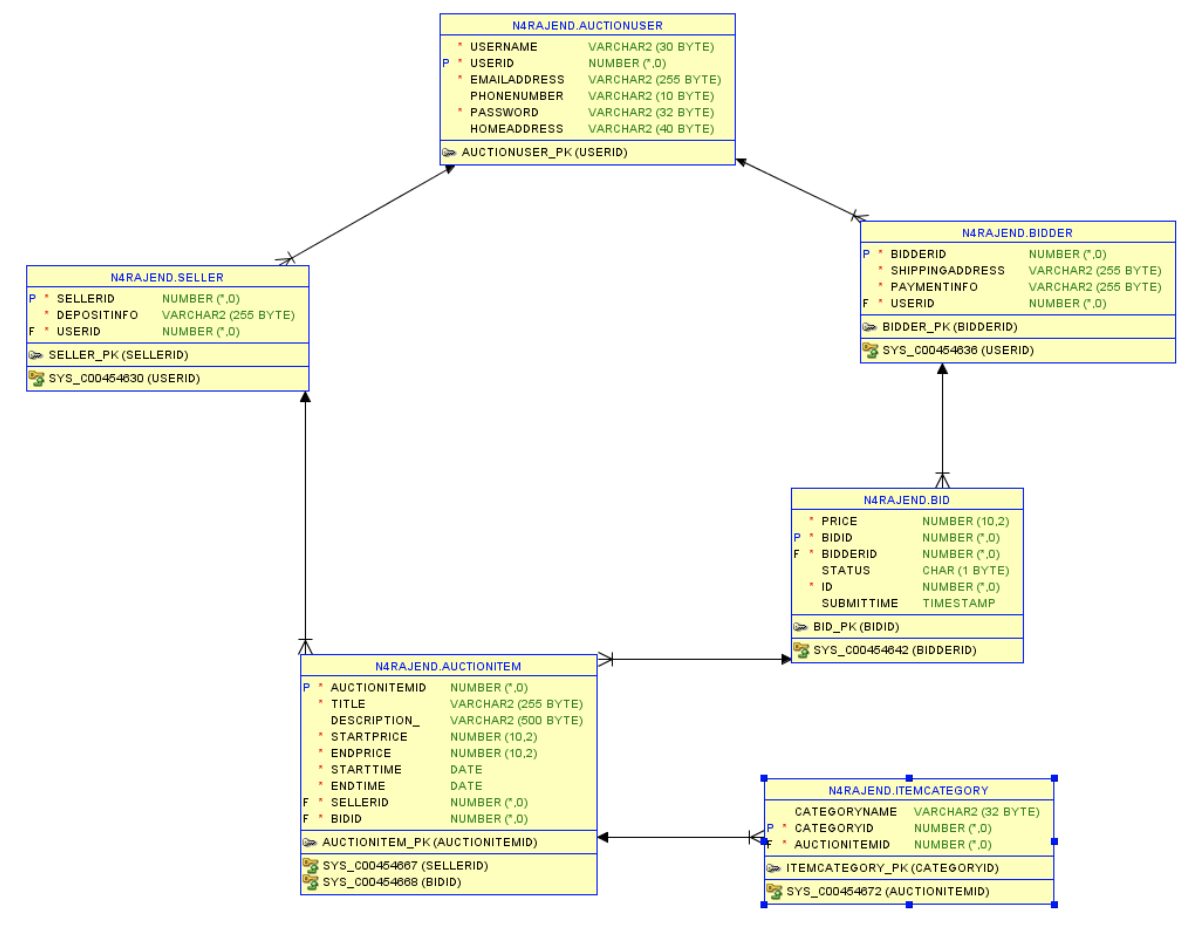 N4RAJEND.AUCTIONUSER
* USERNAME VARCHAR2 (30 BYTE)
P * USERID NUMBER (*,0)
* EMAILADDRESS VARCHAR2 (255 BYTE)
PHONENUMBER VARCHAR2 (10 BYTE)
* PASSWORD VARCHAR2 (32 BYTE)
HOMEADDRESS VARCHAR2 (40 BYTE)
AUCTIONUSER_PK (USERID)
N4RAJEND.SELLER
P * SELLERID NUMBER (*,0)
* DEPOSITINFO VARCHAR2 (255 BYTE)
F * USERID NUMBER (*,0)
SELLER_PK (SELLERID)
SYS_C00454630 (USERID)
N4RAJEND.BIDDER
P * BIDDERID NUMBER (*,0)
* SHIPPINGADDRESS VARCHAR2 (255 BYTE)
* PAYMENTINFO VARCHAR2 (255 BYTE)
F * USERID NUMBER (*,0)
BIDDER_PK (BIDDERID)
SYS_C00454636 (USERID)
N4RAJEND.BID
* PRICE NUMBER (10,2)
P * BIDID NUMBER (*,0)
F * BIDDERID NUMBER (*,0)
STATUS CHAR (1 BYTE)
* ID NUMBER (*,0)
SUBMITTIME TIMESTAMP
BID_PK (BIDID)
SYS_C00454642 (BIDDERID)
N4RAJEND.AUCTIONITEM
P * AUCTIONITEMID NUMBER (*,0)
* TITLE VARCHAR2 (255 BYTE)
DESCRIPTION_ VARCHAR2 (500 BYTE)
* STARTPRICE NUMBER (10,2)
* ENDPRICE NUMBER (10,2)
* STARTTIME DATE
* ENDTIME DATE
F * SELLERID NUMBER (*,0)
F * BIDID NUMBER (*,0)
AUCTIONITEM_PK (AUCTIONITEMID)
SYS_C00454667 (SELLERID)
SYS_C00454668 (BIDID)
N4RAJEND.ITEMCATEGORY
CATEGORYNAME VARCHAR2 (32 BYTE)
P * CATEGORYID NUMBER (*,0)
F * AUCTIONITEMID NUMBER (*,0)
ITEMCATEGORY_PK (CATEGORYID)
SYS_C00454672 (AUCTIONITEMID)